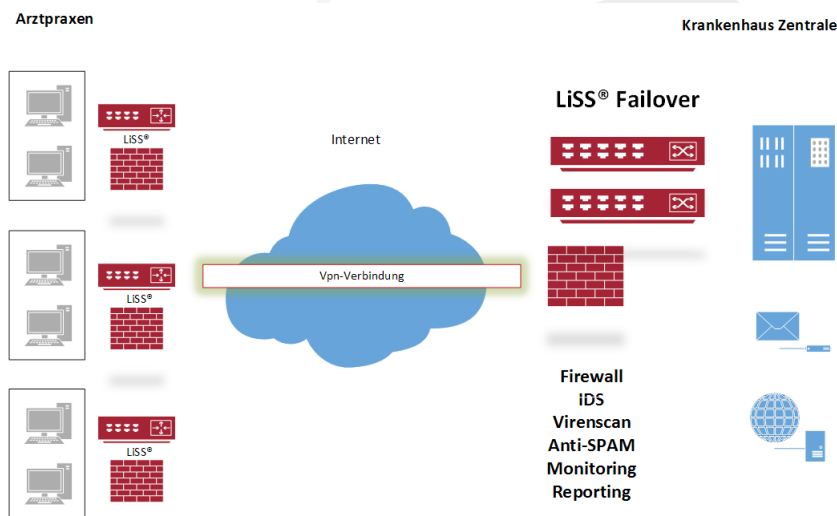 Arztpraxen
Krankenhaus Zentrale
LiSS® Failover
Internet
LiSS®
Vpn-Verbindung
LiSS®
Firewall
iDS
Virenscan
Anti-SPAM
Monitoring
Reporting
LiSS®